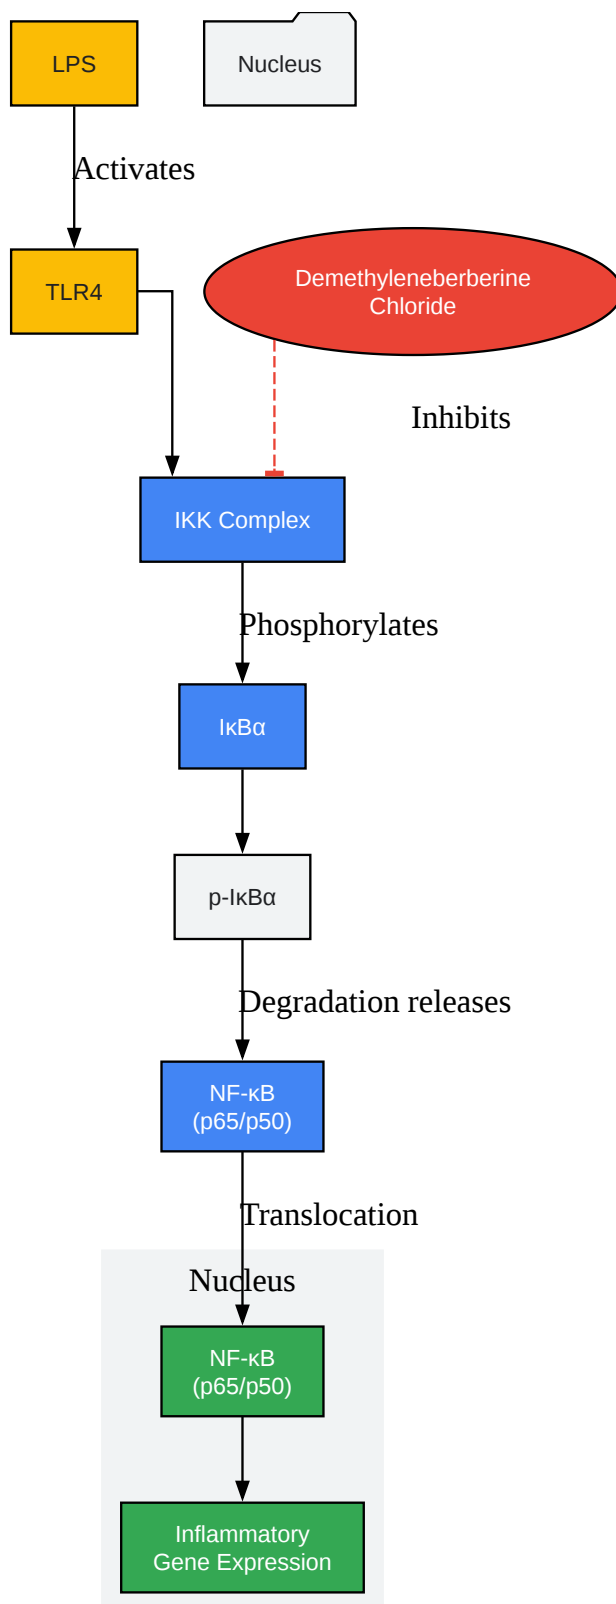 LPS
Nucleus
Activates
TLR4
Demethyleneberberine
Chloride
Inhibits
IKK Complex
Phosphorylates
IκBα
p-IκBα
Degradation releases
NF-κB
(p65/p50)
Translocation
Nucleus
NF-κB
(p65/p50)
Inflammatory
Gene Expression